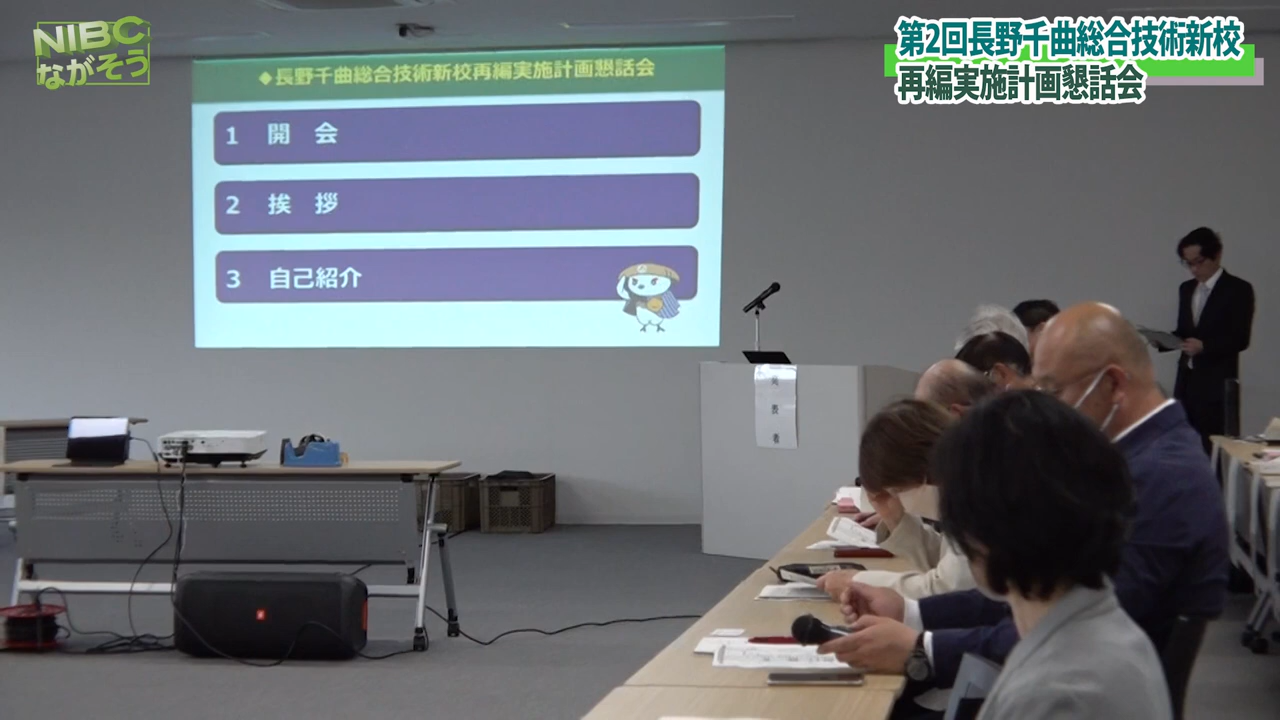 NIBC
ながそう
第2回長野千曲総合技術新校
再編実施計画懇話会
◆長野千曲総合技術新校再編実施計画懇話会
1 開 会
2 挨 拶
3 自己紹介
発表者